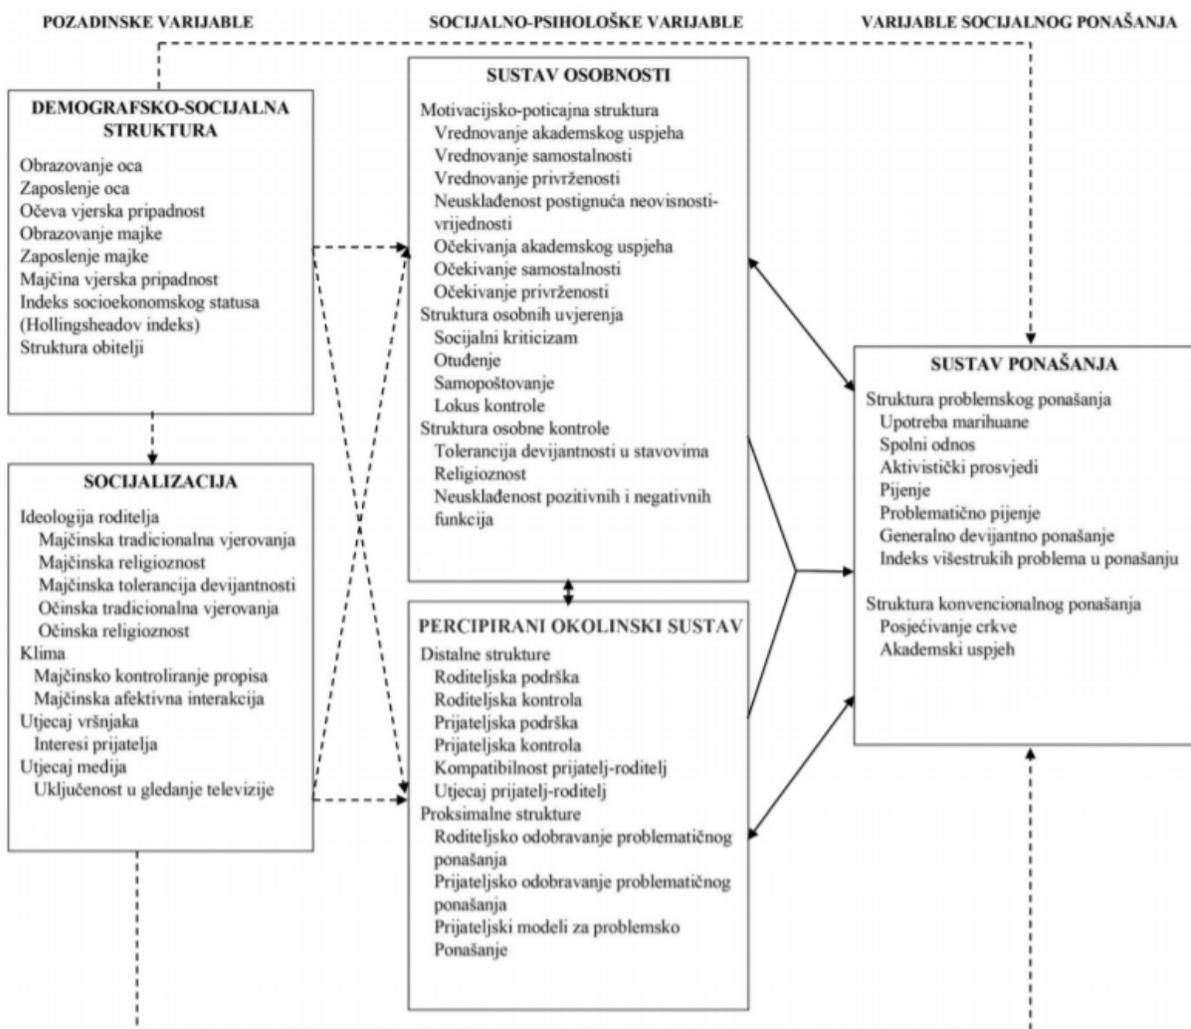 POZADINSKE VARIJABLE
SOCIJALNO-PSIHOLOŠKE VARIJABLE
VARIJABLE SOCIJALNOG PONAŠANJA
DEMOGRAFSKO-SOCIJALNA
STRUKTURA
Obrazovanje oca
Zaposlenje oca
Očeva vjerska pripadnost
Obrazovanje majke
Zaposlenje majke
Majčina vjerska pripadnost
Indeks socioekonomskog statusa
(Hollingsheadov indeks)
Struktura obitelji
SOCIJALIZACIJA
Ideologija roditelja
Majčinska tradicionalna vjerovanja
Majčinska religioznost
Majčinska tolerancija devijantnosti
Očinska tradicionalna vjerovanja
Očinska religioznost
Klima
Majčinsko kontroliranje propisa
Majčinska afektivna interakcija
Utjecaj vršnjaka
Interesi prijatelja
Utjecaj medija
Uključenost u gledanje televizije
SUSTAV OSOBNOSTI
Motivacijsko-poticajna struktura
Vrednovanje akademskog uspjeha
Vrednovanje samostalnosti
Vrednovanje privrženosti
Neusklađenost postignuća neovisnosti-
vrijednosti
Očekivanja akademskog uspjeha
Očekivanje samostalnosti
Očekivanje privrženosti
Struktura osobnih uvjerenja
Socijalni kriticizam
Otuđenje
Samopoštovanje
Lokus kontrole
Struktura osobne kontrole
Tolerancija devijantnosti u stavovima
Religioznost
Neusklađenost pozitivnih i negativnih
funkcija
PERCIPIRANI OKOLINSKI SUSTAV
Distalne strukture
Roditeljska podrška
Roditeljska kontrola
Prijateljska podrška
Prijateljska kontrola
Kompatibilnost prijatelj-roditelj
Utjecaj prijatelj-roditelj
Proksimalne strukture
Roditeljsko odobravanje problematičnog
ponašanja
Prijateljsko odobravanje problematičnog
ponašanja
Prijateljski modeli za problemsko
Ponašanje
SUSTAV PONAŠANJA
Struktura problemskog ponašanja
Upotreba marihuane
Spolni odnos
Aktivistički prosvjedi
Pijenje
Problematično pijenje
Generalno devijantno ponašanje
Indeks višestrukih problema u ponašanju
Struktura konvencionalnog ponašanja
Posjećivanje crkve
Akademski uspjeh